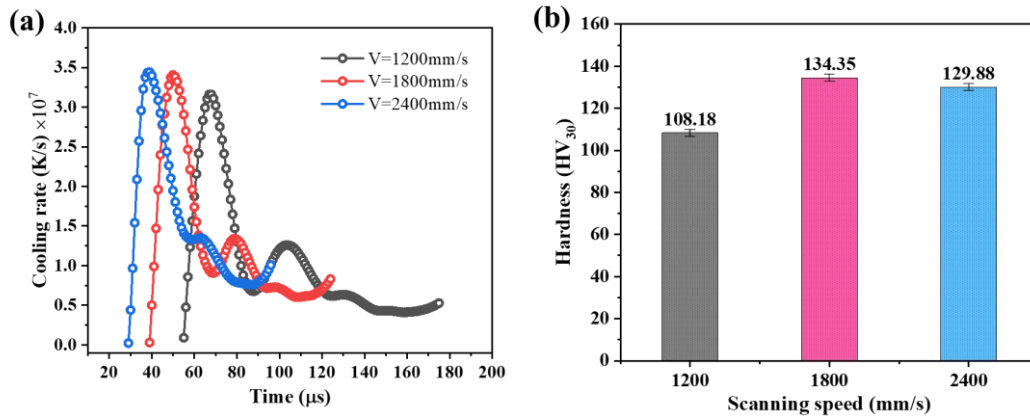 (a)
Cooling rate (K/s) ×10⁷
4.0
3.5
3.0
2.5
2.0
1.5
1.0
0.5
0.0
V=1200mm/s
V=1800mm/s
V=2400mm/s
20 40 60 80 100 120 140 160 180 200
Time (μs)
(b)
Hardness (HV₃₀)
160
140
120
100
80
60
40
20
0
108.18
134.35
129.88
1200 1800 2400
Scanning speed (mm/s)